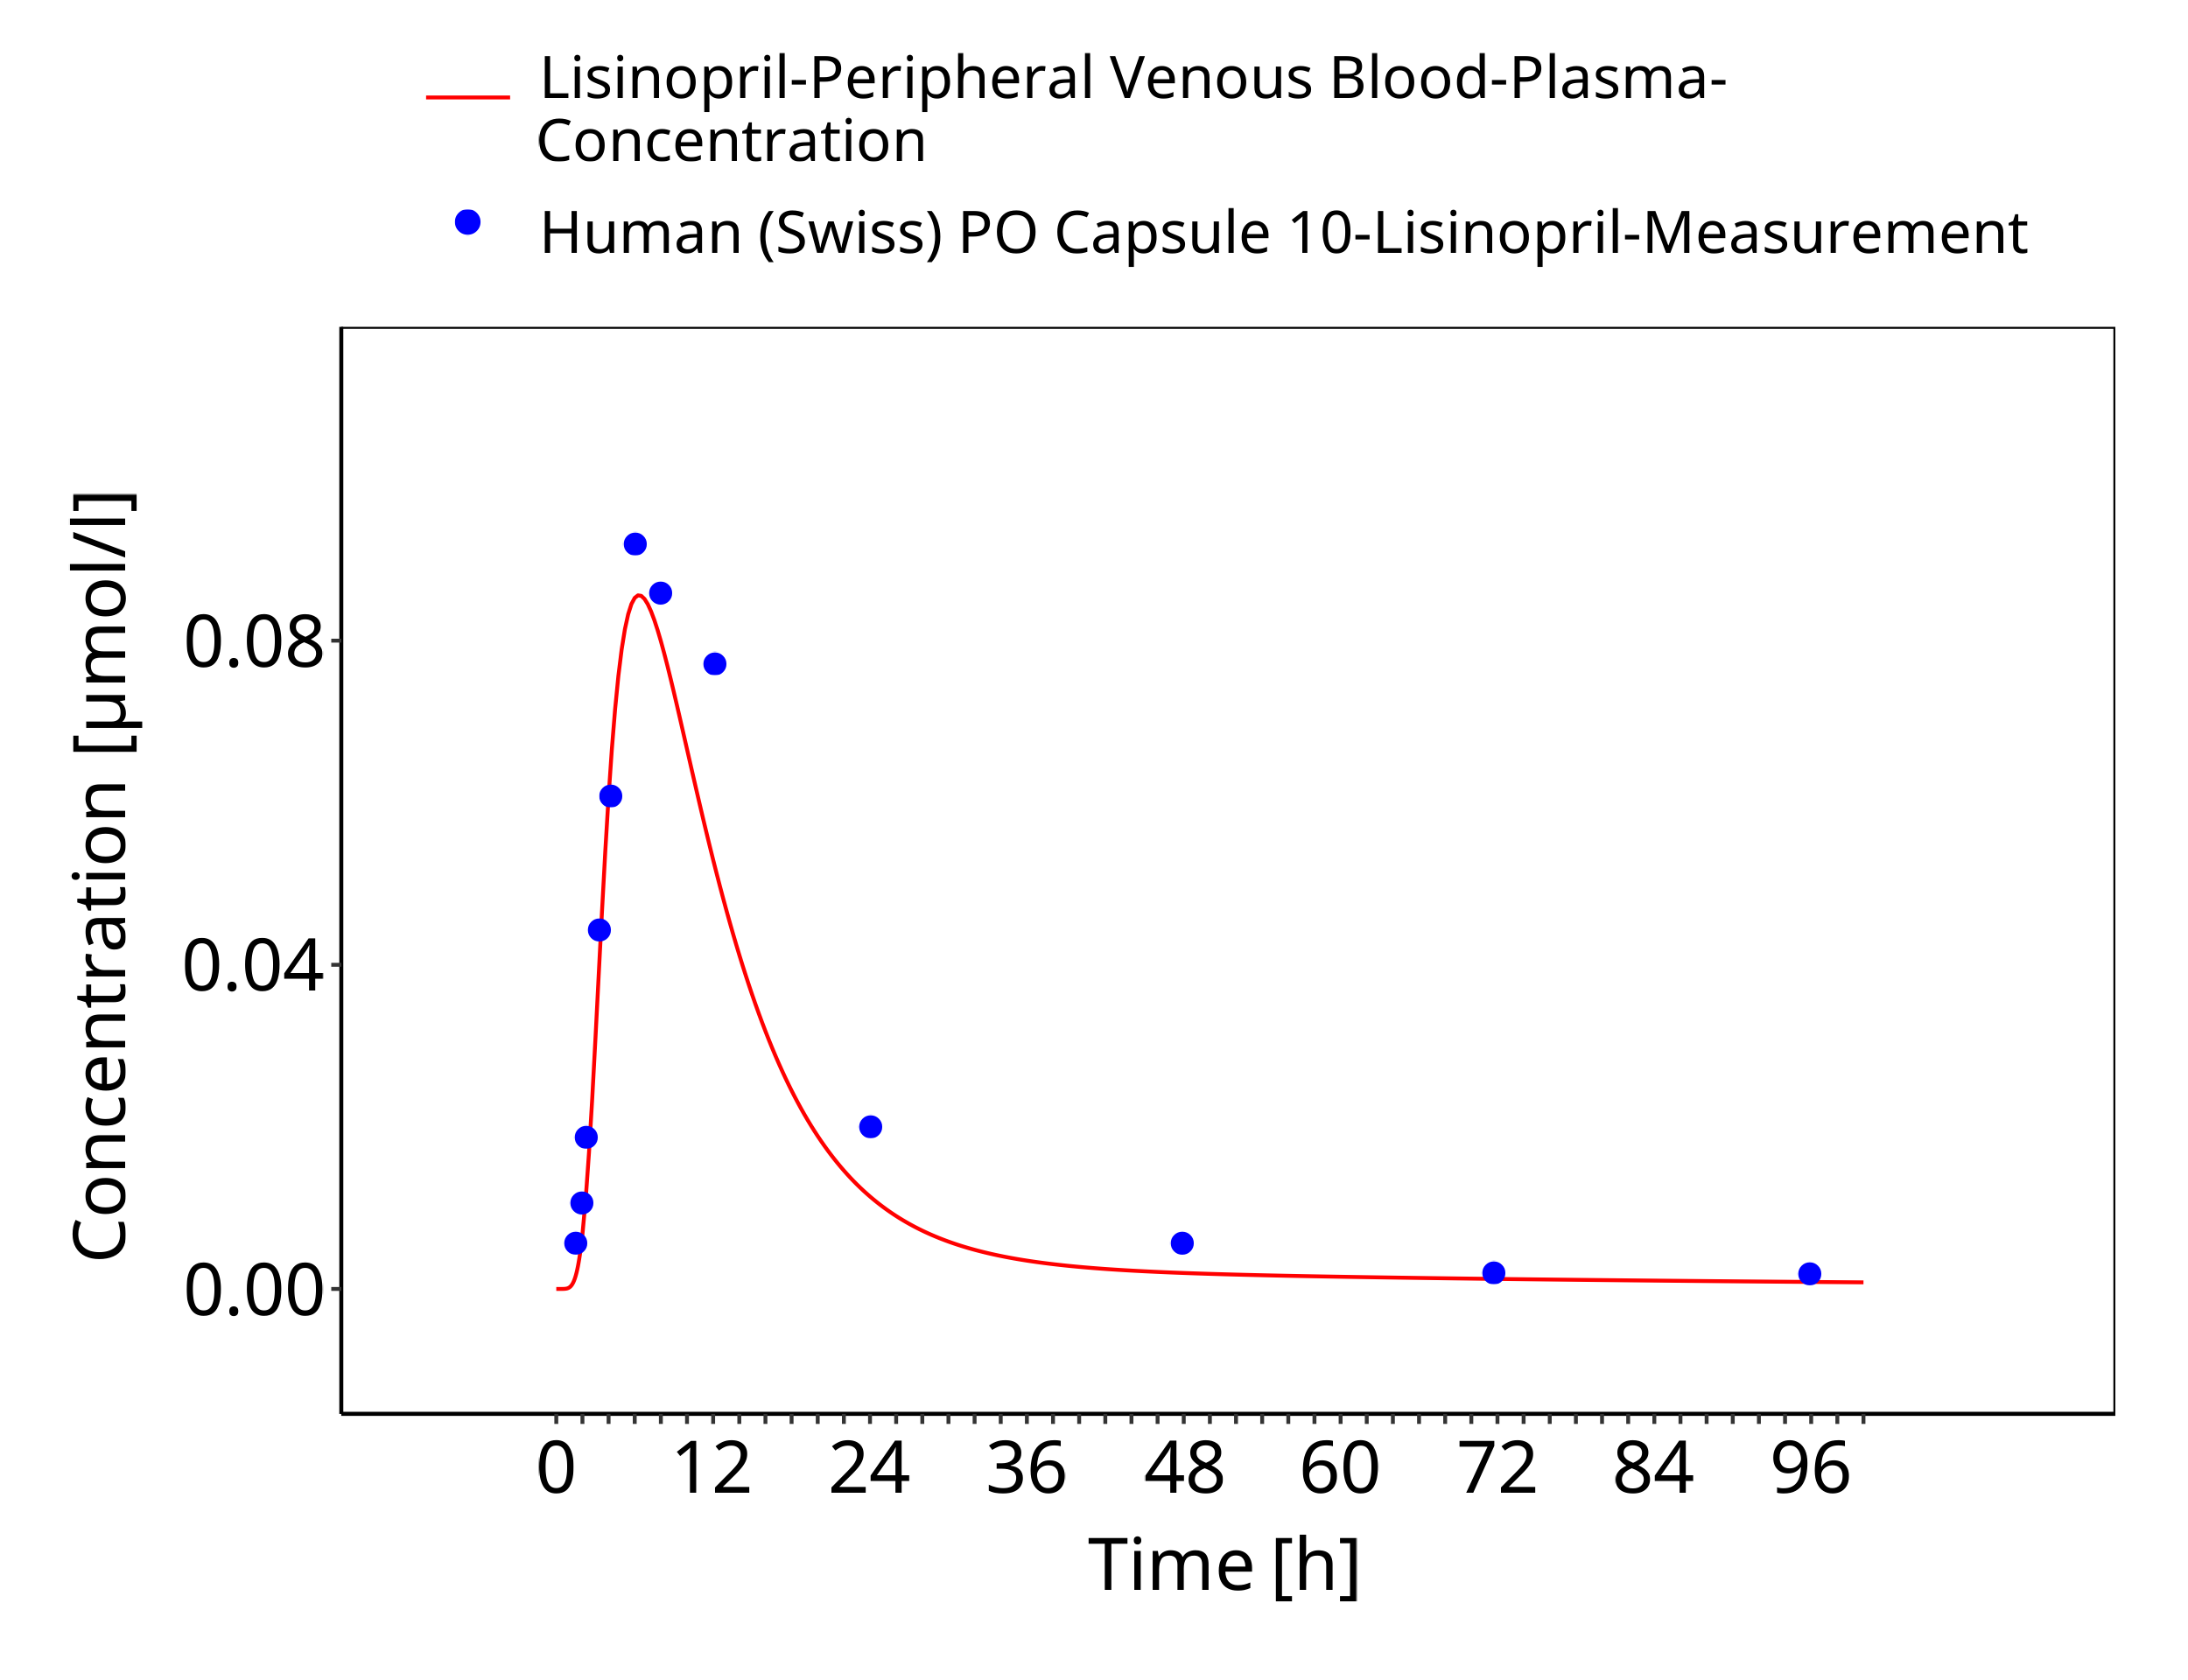 Lisinopril-Peripheral Venous Blood-Plasma-
Concentration
Human (Swiss) PO Capsule 10-Lisinopril-Measurement
Concentration [µmol/l]
0.08
0.04
0.00
0 12 24 36 48 60 72 84 96
Time [h]